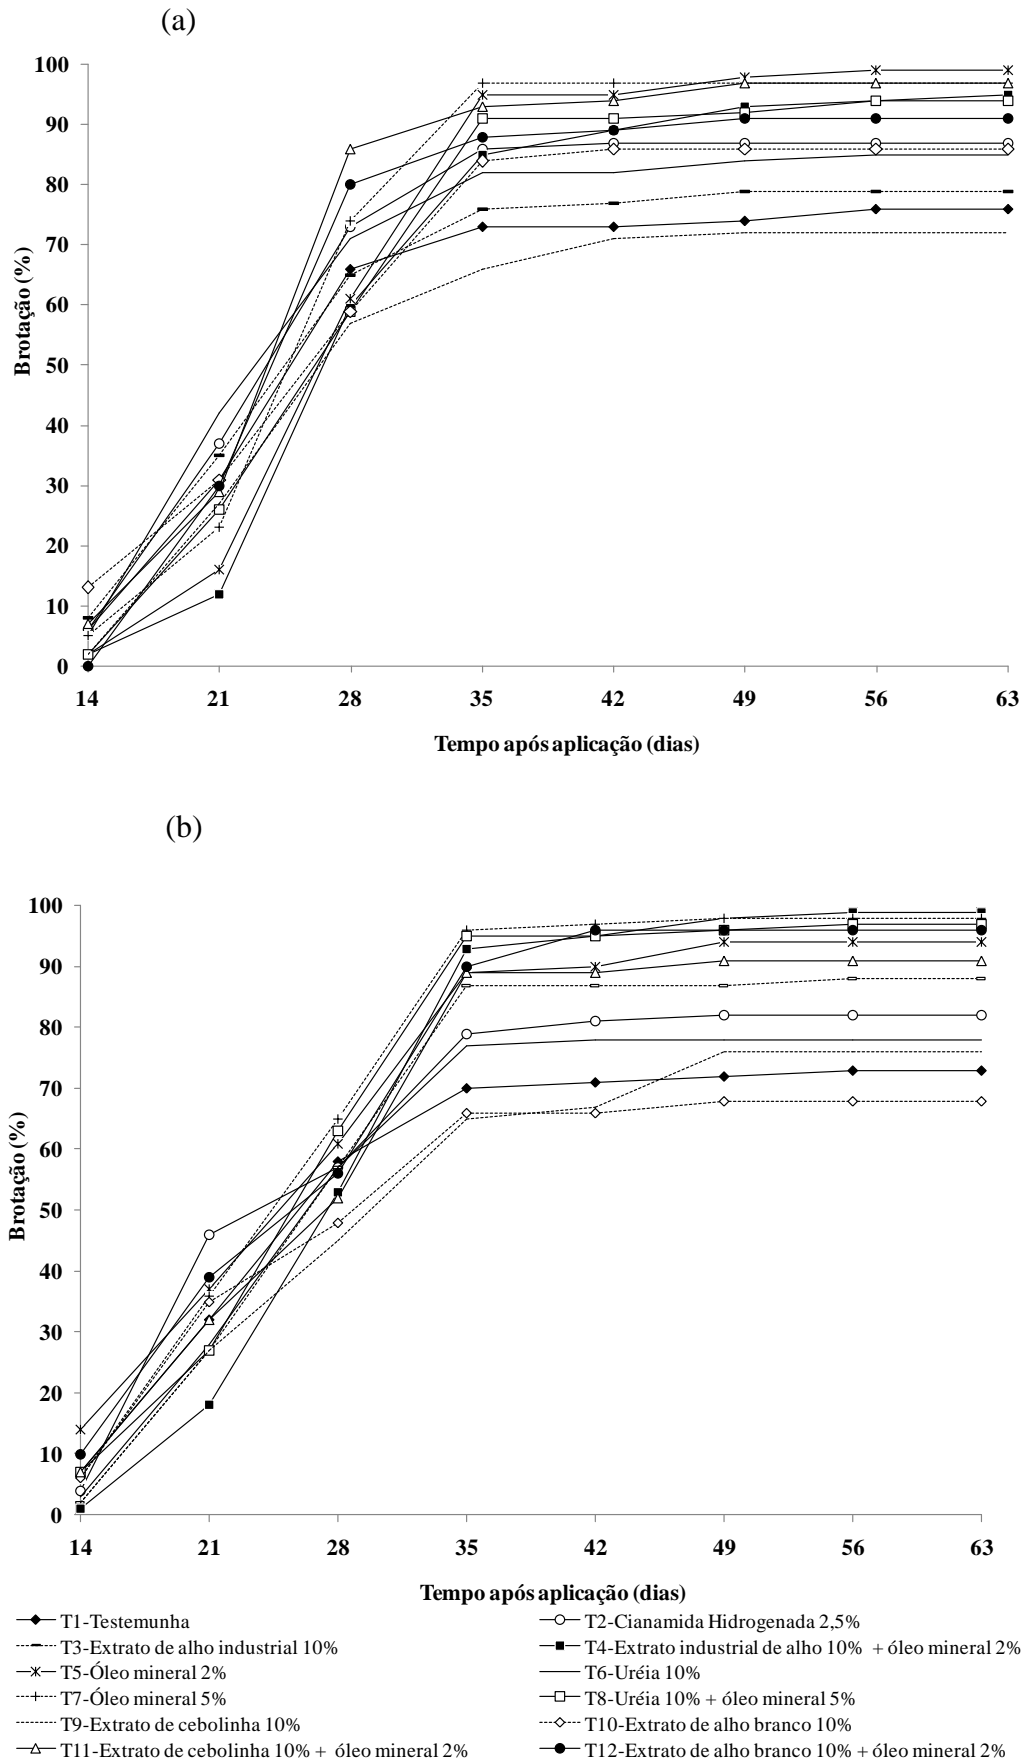 (a)
100
90
80
70
60
50
40
30
20
10
0
Brotação (%)
14 21 28 35 42 49 56 63
Tempo após aplicação (dias)
(b)
100
90
80
70
60
50
40
30
20
10
0
Brotação (%)
14 21 28 35 42 49 56 63
Tempo após aplicação (dias)
T1-Testemunha T2-Cianamida Hidrogenada 2,5%
T3-Extrato de alho industrial 10% T4-Extrato industrial de alho 10% + óleo mineral 2%
T5-Óleo mineral 2% T6-Uréia 10%
T7-Óleo mineral 5% T8-Uréia 10% + óleo mineral 5%
T9-Extrato de cebolinha 10% T10-Extrato de alho branco 10%
T11-Extrato de cebolinha 10% + óleo mineral 2% T12-Extrato de alho branco 10% + óleo mineral 2%